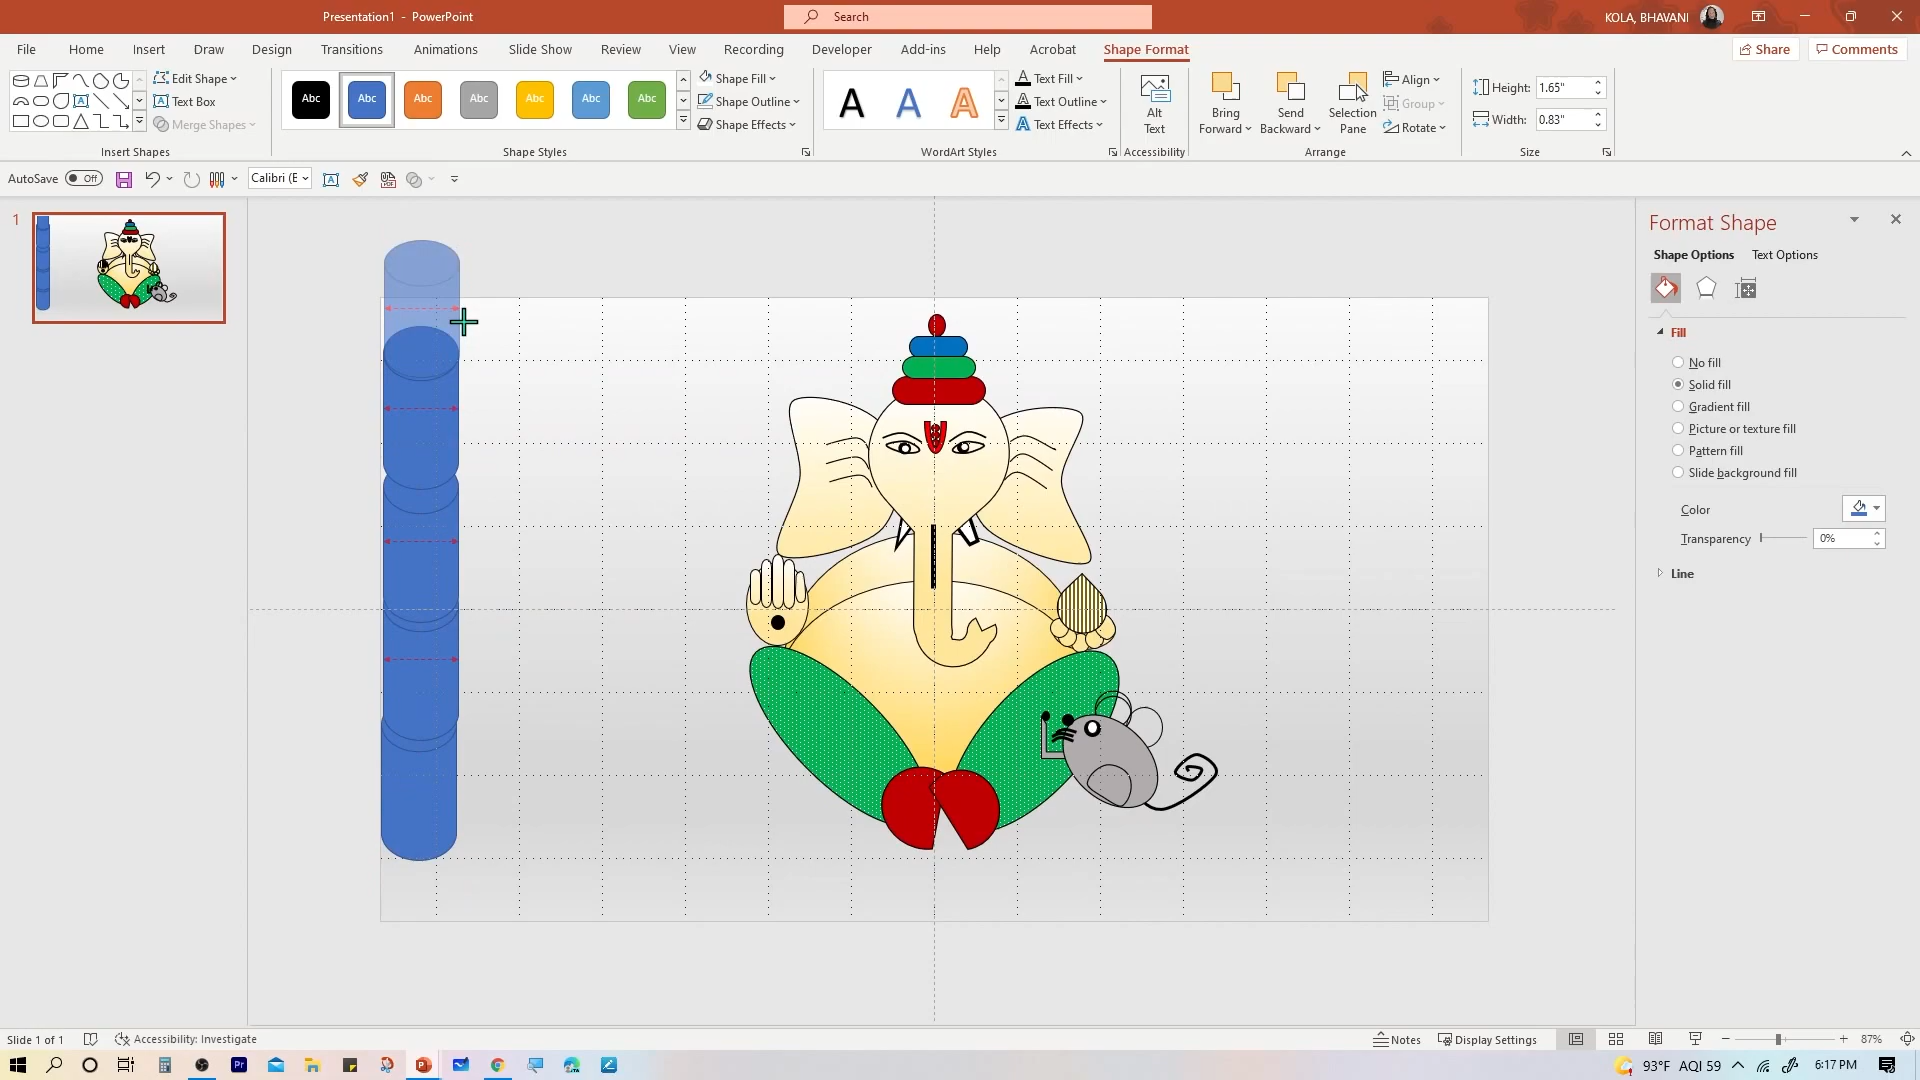 Presentation1 - PowerPoint
Search
KOLA, BHAVANI
File Home Insert Draw Design Transitions Animations Slide Show Review View Recording Developer Add-ins Help Acrobat Shape Format
Share Comments
Edit Shape
Text Box
Merge Shapes
Insert Shapes
Abc Abc Abc Abc Abc Abc Abc
Shape Fill
Shape Outline
Shape Effects
Shape Styles
A A A
A Text Fill
A Text Outline
A Text Effects
WordArt Styles
Alt Text
Accessibility
Bring Forward
Send Backward
Selection Pane
Align
Group
Rotate
Arrange
Height: 1.65"
Width: 0.83"
Size
AutoSave Off
Calibri (E
1
Format Shape
Shape Options Text Options
Fill
No fill
Solid fill
Gradient fill
Picture or texture fill
Pattern fill
Slide background fill
Color
Transparency 0%
Line
Slide 1 of 1
Accessibility: Investigate
Notes
Display Settings
87%
93°F AQI 59
6:17 PM